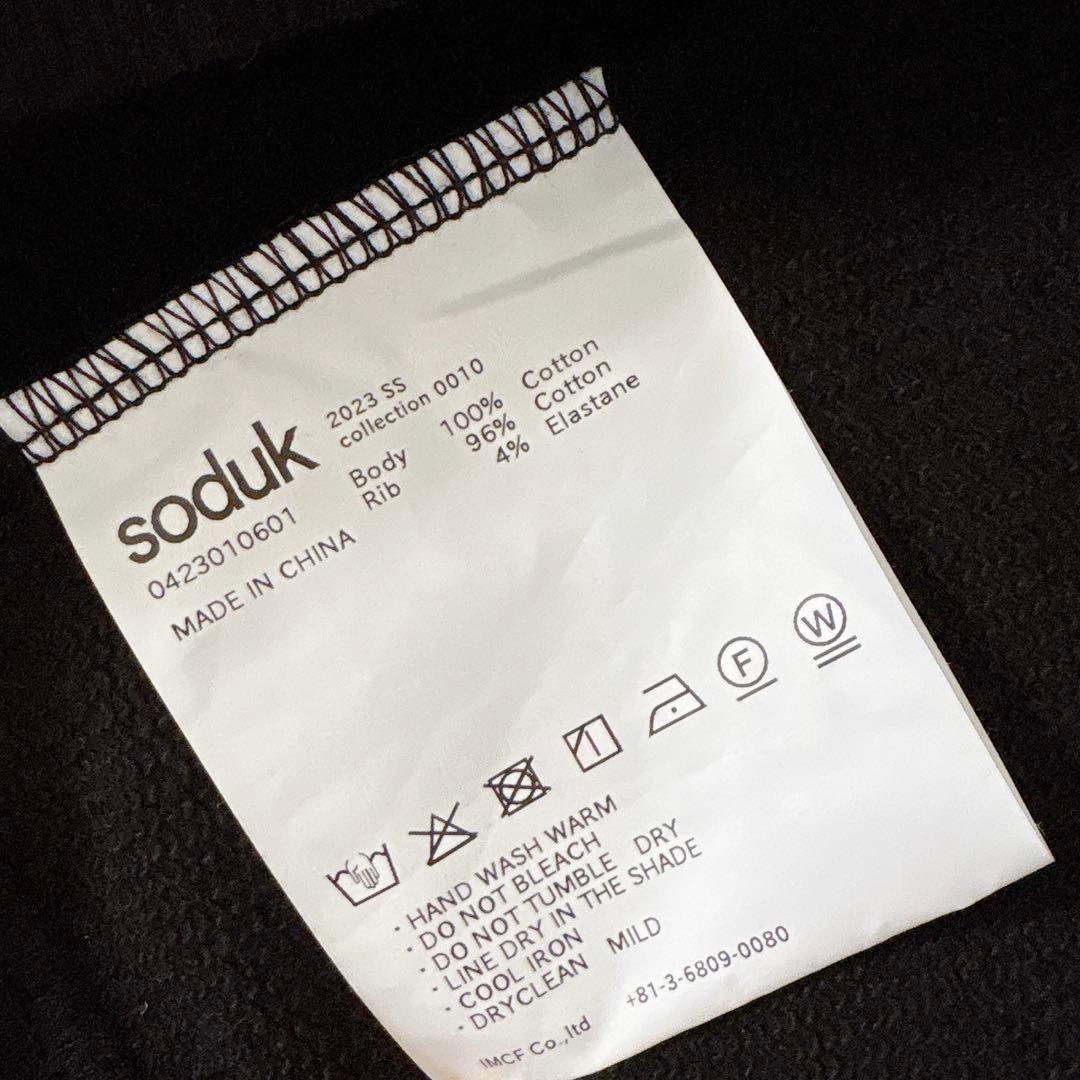 soduk
2023 SS
collection 0010
0423010601
MADE IN CHINA
Body 100% Cotton
Rib 96% Cotton
4% Elastane
F
W
· HAND WASH WARM
· DO NOT BLEACH
· DO NOT TUMBLE DRY
· LINE DRY IN THE SHADE
· COOL IRON
· DRYCLEAN MILD
IMCF Co.,ltd +81-3-6809-0080